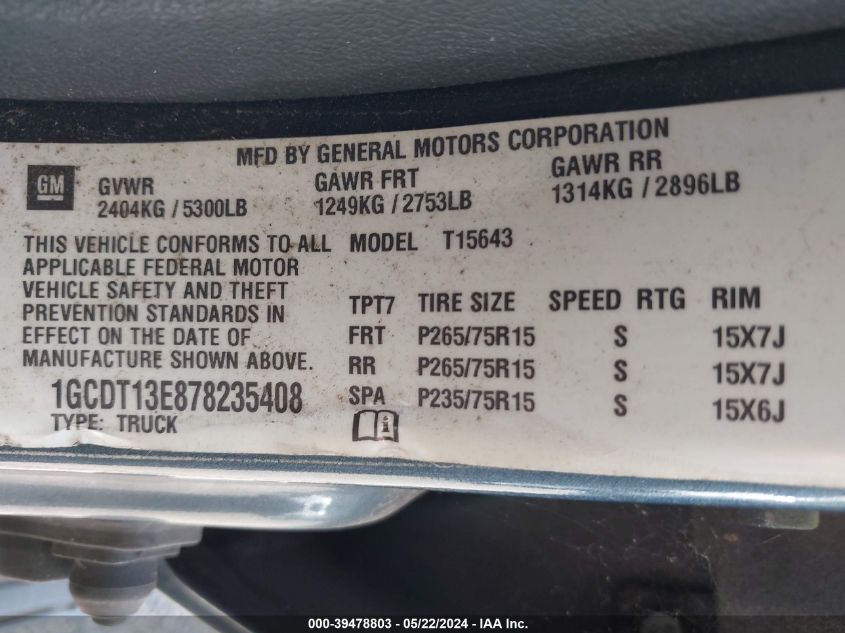 MFD BY GENERAL MOTORS CORPORATION
GM
GVWR GAWR FRT GAWR RR
2404KG / 5300LB 1249KG / 2753LB 1314KG / 2896LB
THIS VEHICLE CONFORMS TO ALL
APPLICABLE FEDERAL MOTOR
VEHICLE SAFETY AND THEFT
PREVENTION STANDARDS IN
EFFECT ON THE DATE OF
MANUFACTURE SHOWN ABOVE.
1GCDT13E878235408
TYPE: TRUCK
MODEL T15643
TPT7 TIRE SIZE SPEED RTG RIM
FRT P265/75R15 S 15X7J
RR P265/75R15 S 15X7J
SPA P235/75R15 S 15X6J
000-39478803 - 05/22/2024 - IAA Inc.